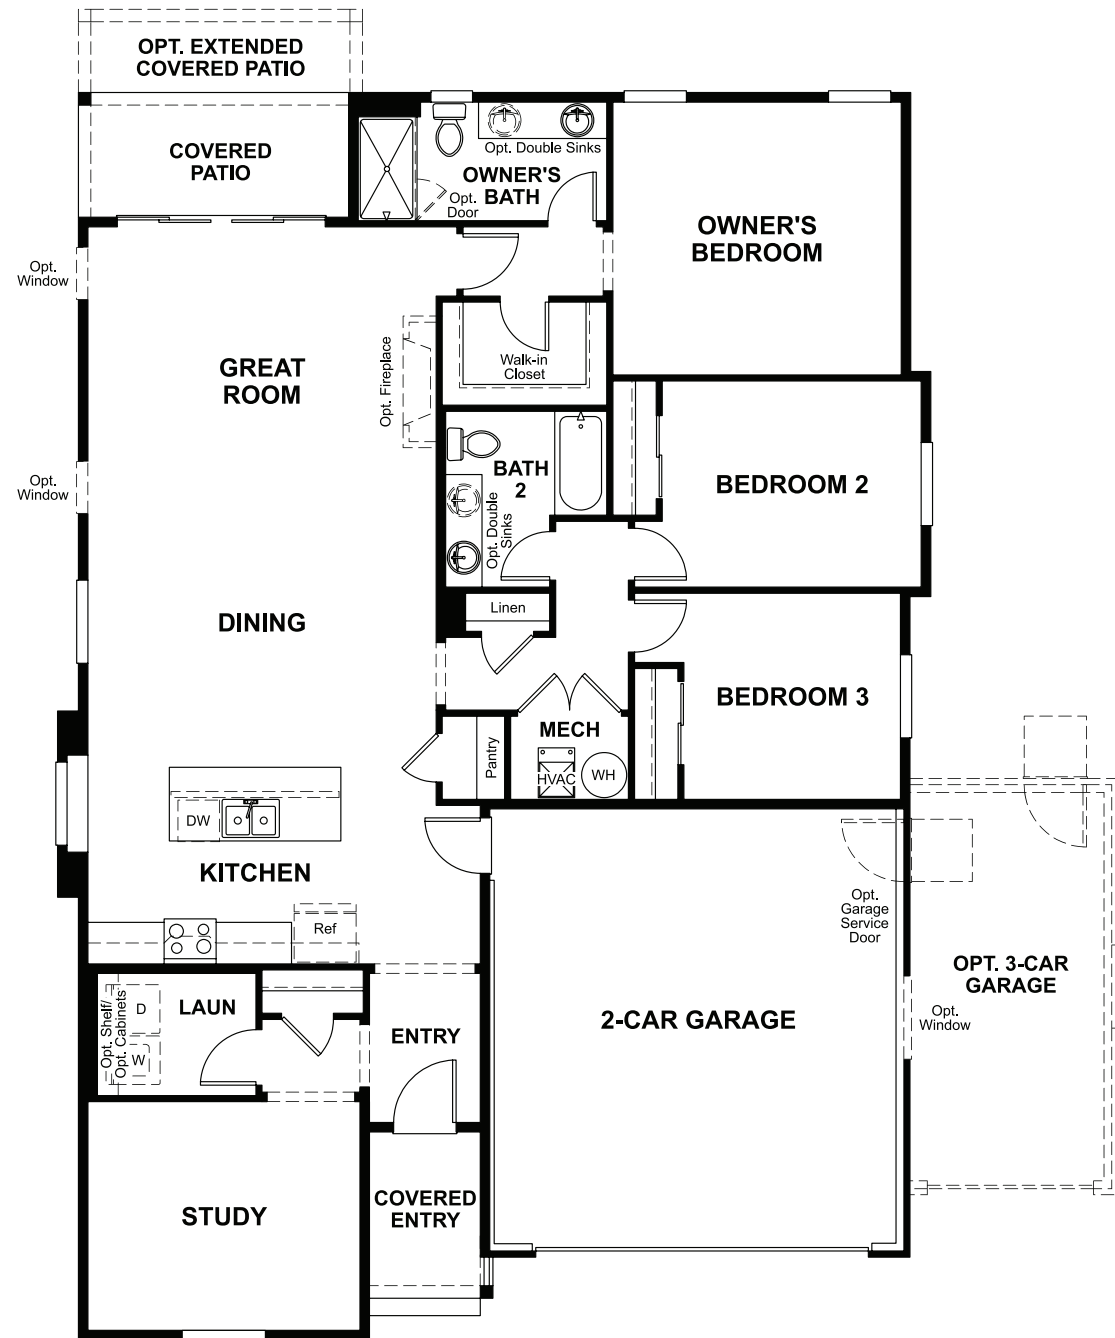 OPT. EXTENDED
COVERED PATIO
COVERED
PATIO
Opt. Double Sinks
OWNER'S
BATH
Opt.
Door
OWNER'S
BEDROOM
Opt.
Window
GREAT
ROOM
Opt. Fireplace
Walk-in
Closet
Opt.
Window
BATH
2
Opt. Double
Sinks
BEDROOM 2
Linen
DINING
BEDROOM 3
MECH
Pantry
HVAC
WH
DW
KITCHEN
Ref
Opt.
Garage
Service
Door
OPT. 3-CAR
GARAGE
Opt.
Window
2-CAR GARAGE
LAUN
D
W
Opt. Shelf/
Opt. Cabinets
ENTRY
COVERED
ENTRY
STUDY